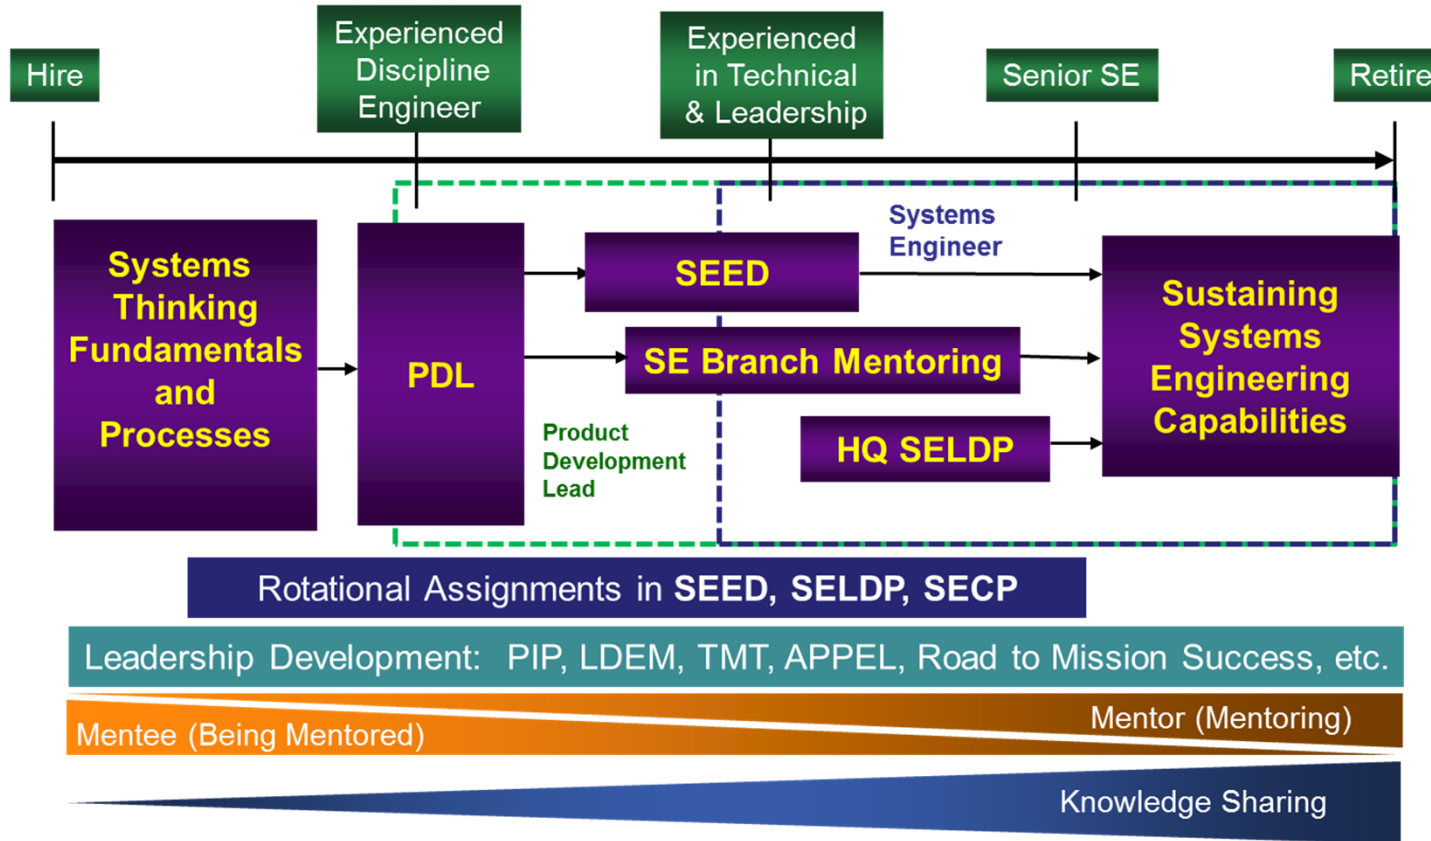 Hire
Experienced
Discipline
Engineer
Experienced
in Technical
& Leadership
Senior SE
Retire
Systems
Thinking
Fundamentals
and
Processes
PDL
SEED
Systems
Engineer
SE Branch Mentoring
HQ SELDP
Product
Development
Lead
Sustaining
Systems
Engineering
Capabilities
Rotational Assignments in SEED, SELDP, SECP
Leadership Development: PIP, LDEM, TMT, APPEL, Road to Mission Success, etc.
Mentor (Mentoring)
Mentee (Being Mentored)
Knowledge Sharing